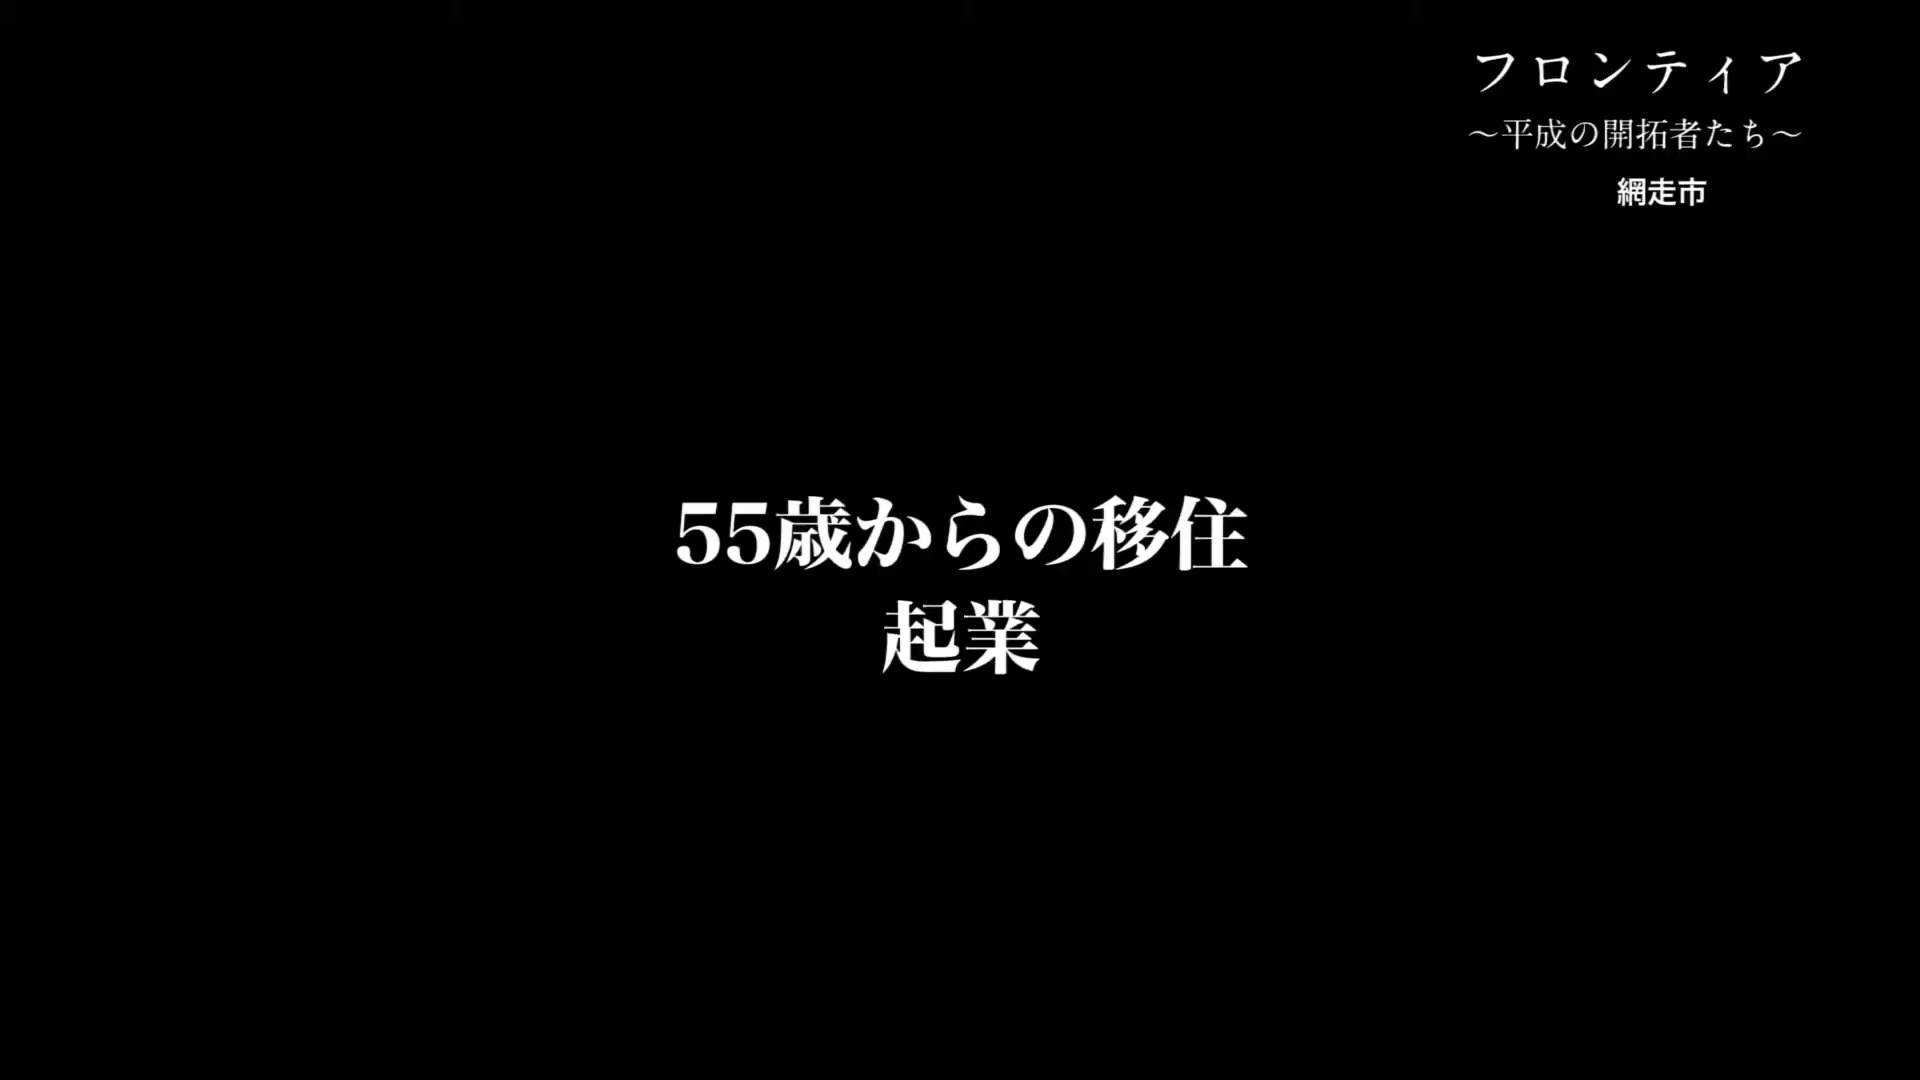 フロンティア
〜平成の開拓者たち〜
網走市
55歳からの移住
起業